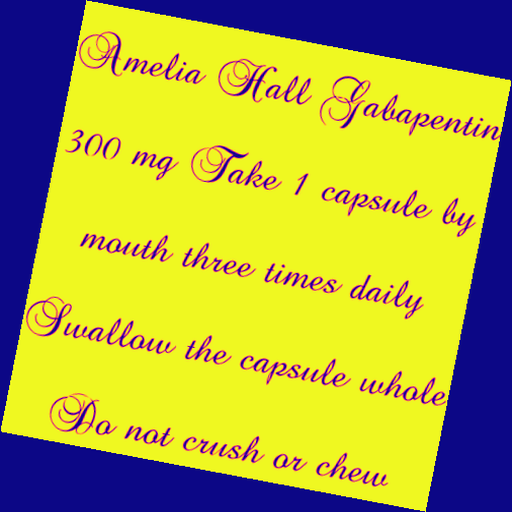 Amelia Hall Gabapentin
300 mg Take 1 capsule by
mouth three times daily
Swallow the capsule whole
Do not crush or chew